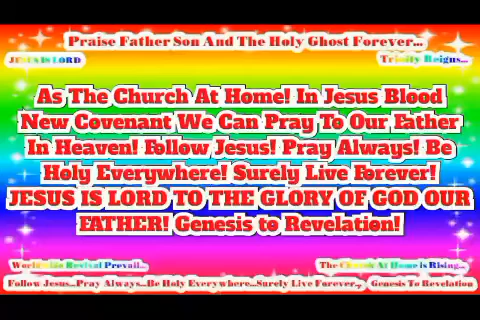 Praise Father Son And The Holy Ghost Forever...
JESUS IS LORD
Trinity Reigns...
As The Church At Home! In Jesus Blood
New Covenant We Can Pray To Our Father
In Heaven! Follow Jesus! Pray Always! Be
Holy Everywhere! Surely Live Forever!
JESUS IS LORD TO THE GLORY OF GOD OUR
FATHER! Genesis to Revelation!
Worldwide Revival Prevail...
The Church At Home is Rising...
Follow Jesus...Pray Always...Be Holy Everywhere...Surely Live Forever...
Genesis To Revelation